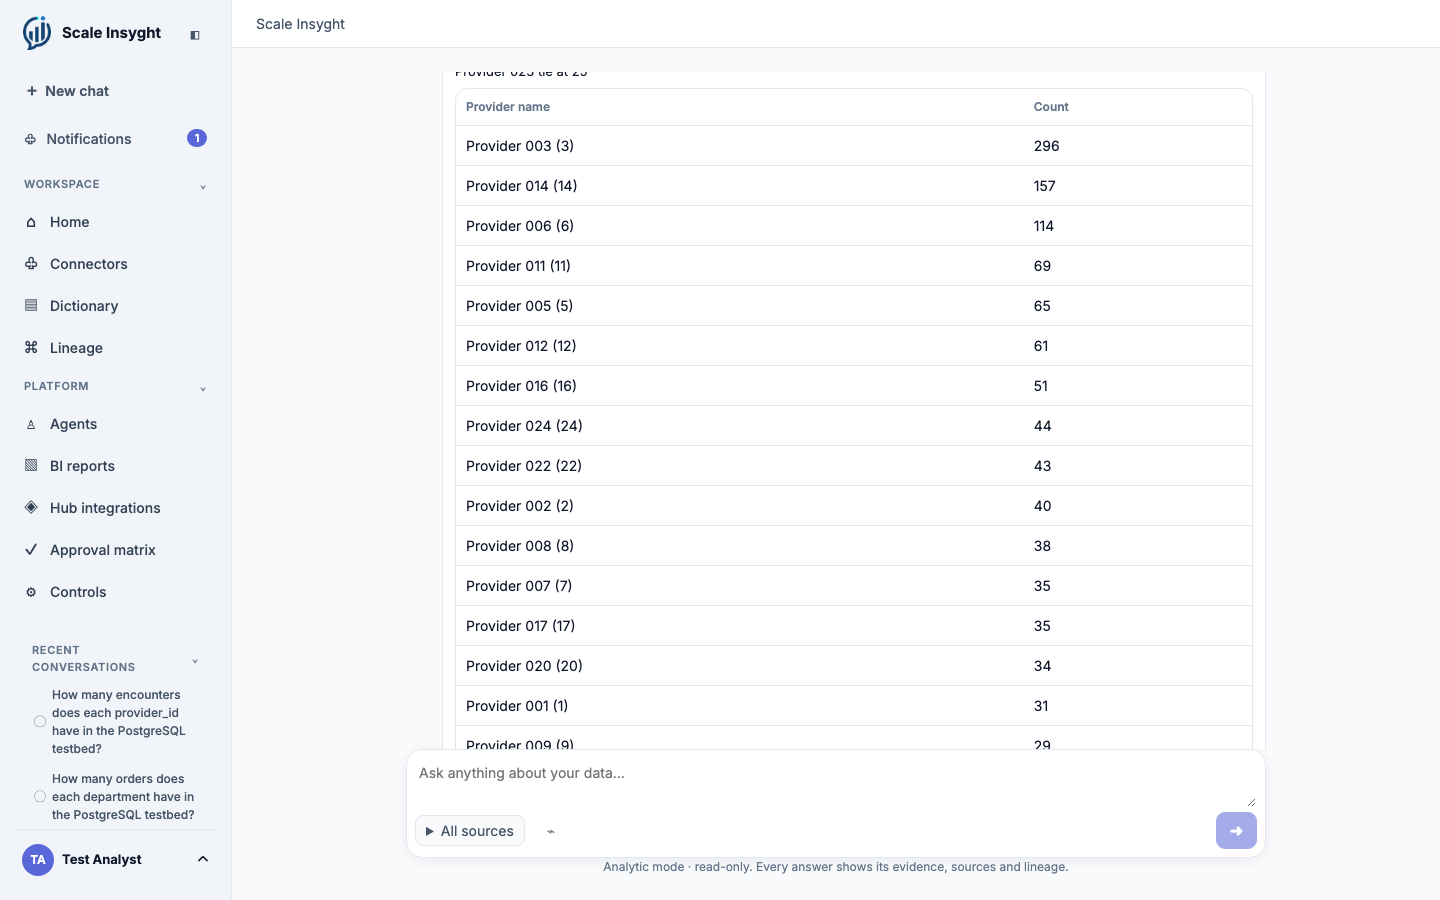 Scale Insyght
+ New chat
Notifications
1
WORKSPACE
Home
Connectors
Dictionary
Lineage
PLATFORM
Agents
BI reports
Hub integrations
Approval matrix
Controls
RECENT
CONVERSATIONS
How many encounters
does each provider_id
have in the PostgreSQL
testbed?
How many orders does
each department have in
the PostgreSQL testbed?
TA
Test Analyst
Scale Insyght
Provider 023 tie at 25
Provider name Count
Provider 003 (3) 296
Provider 014 (14) 157
Provider 006 (6) 114
Provider 011 (11) 69
Provider 005 (5) 65
Provider 012 (12) 61
Provider 016 (16) 51
Provider 024 (24) 44
Provider 022 (22) 43
Provider 002 (2) 40
Provider 008 (8) 38
Provider 007 (7) 35
Provider 017 (17) 35
Provider 020 (20) 34
Provider 001 (1) 31
Provider 009 (9) 29
Ask anything about your data...
All sources
Analytic mode · read-only. Every answer shows its evidence, sources and lineage.